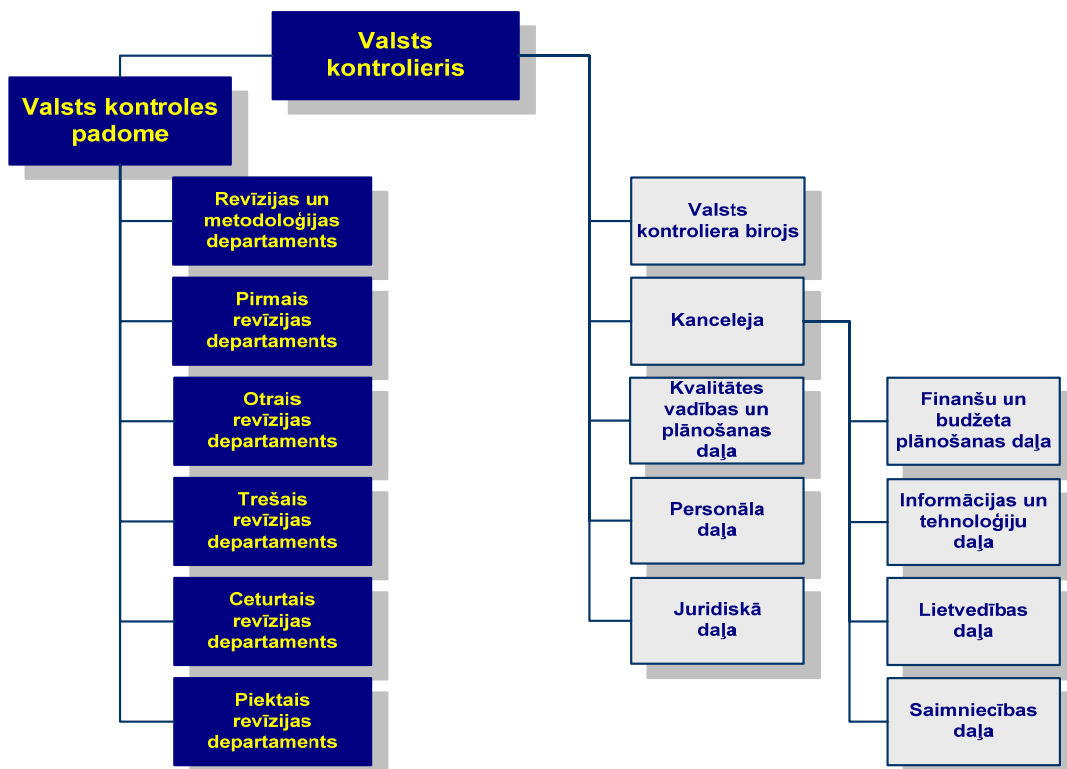 Valsts
kontrolieris
Valsts kontroles
padome
Revīzijas un
metodoloģijas
departaments
Pirmais
revīzijas
departaments
Otrais
revīzijas
departaments
Trešais
revīzijas
departaments
Ceturtais
revīzijas
departaments
Piektais
revīzijas
departaments
Valsts
kontroliera birojs
Kanceleja
Kvalitātes
vadības un
plānošanas
daļa
Personāla
daļa
Juridiskā
daļa
Finanšu un
budžeta
plānošanas daļa
Informācijas un
tehnoloģiju
daļa
Lietvedības
daļa
Saimniecības
daļa